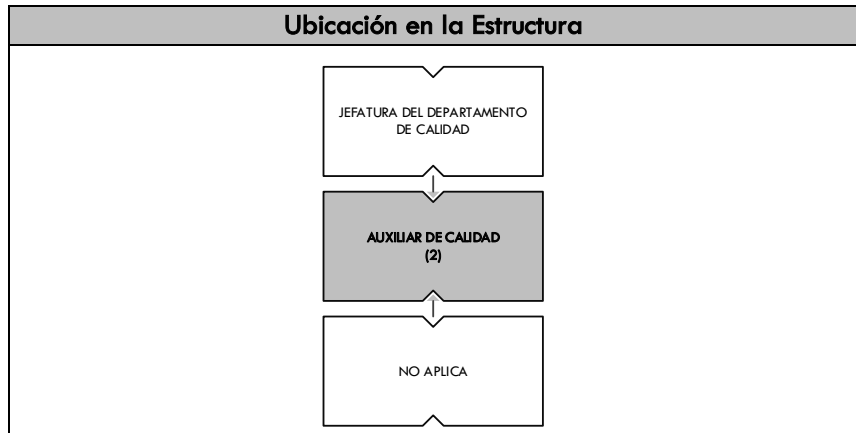 Ubicación en la Estructura
JEFATURA DEL DEPARTAMENTO
DE CALIDAD
AUXILIAR DE CALIDAD
(2)
NO APLICA